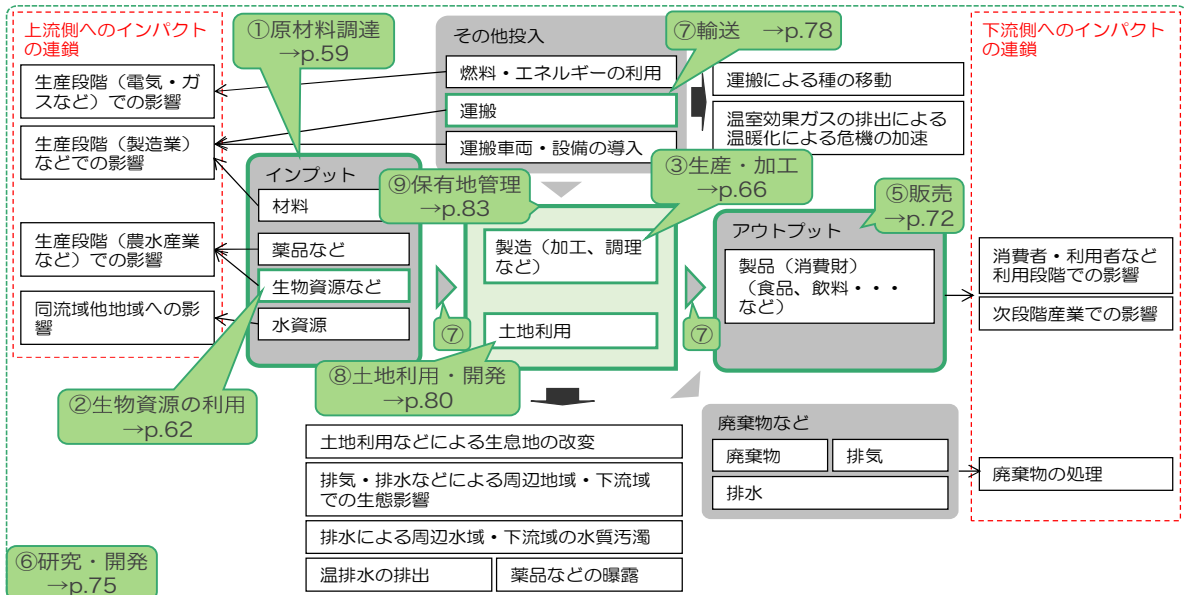 上流側へのインパクト
の連鎖
生産段階（電気・ガ
スなど）での影響
生産段階（製造業）
などでの影響
生産段階（農水産業
など）での影響
同流域他地域への影
響
①原材料調達
→p.59
インプット
材料
薬品など
生物資源など
水資源
②生物資源の利用
→p.62
その他投入
燃料・エネルギーの利用
運搬
運搬車両・設備の導入
⑦輸送　→p.78
運搬による種の移動
温室効果ガスの排出による
温暖化による危機の加速
⑨保有地管理
→p.83
③生産・加工
→p.66
製造（加工、調理
など）
土地利用
⑦
⑦
⑧土地利用・開発
→p.80
⑤販売
→p.72
アウトプット
製品（消費財）
（食品、飲料・・・
など）
下流側へのインパクト
の連鎖
消費者・利用者など
利用段階での影響
次段階産業での影響
廃棄物の処理
廃棄物など
廃棄物
排気
排水
土地利用などによる生息地の改変
排気・排水などによる周辺地域・下流域
での生態影響
排水による周辺水域・下流域の水質汚濁
温排水の排出
薬品などの曝露
⑥研究・開発
→p.75